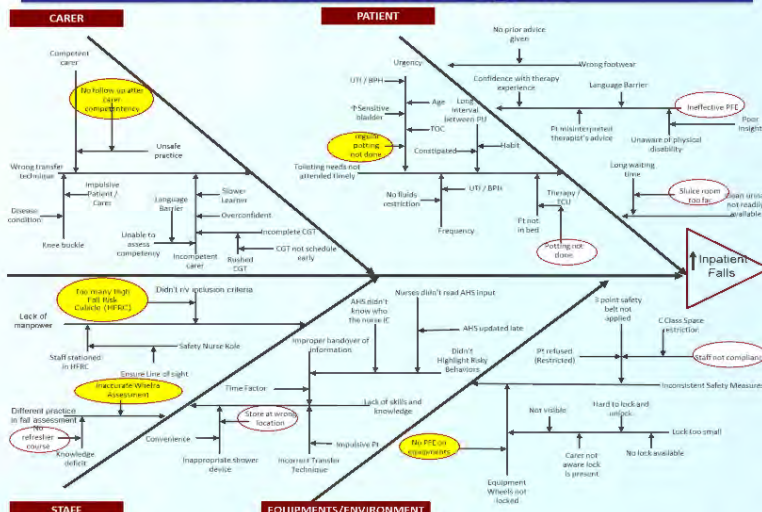 CARER
PATIENT
Competent
carer
No follow up after
carer
competentency
Unsafe
practice
Wrong transfer
technique
Impulsive
Patient /
Carer
Disease
condition
Knee buckle
Language
Barrier
Unable to
assess
competency
Incompetent
carer
Slower
Learner
Overconfident
Incomplete CGT
CGT not schedule
early
Rushed
CGT
Urgency
UTI / BPH
↑Sensitive
bladder
Age
TOC
regular
potting
not done
Long
interval
between PU
Constipated
Habit
Toileting needs not
attended timely
No fluids
restriction
UTI / BPH
Frequency
Therapy /
TCU
Pt not
in bed
Potting not
done
No prior advice
given
Wrong footwear
Confidence with therapy
experience
Language Barrier
Ineffective PFE
Pt misinterpreted
therapist's advice
Unaware of physical
disability
Poor
Insight
Long waiting
time
Sluice room
too far
not readily
available
↑ Inpatient
Falls
Too many High
Fall Risk
Cubicle (HFRC)
Didn't r/v inclusion criteria
Lack of
manpower
Staff stationed
in HFRC
Safety Nurse Role
Ensure Line of sight
Inaccurate
Assessment
Different practice
in fall assessment
No
refresher
course
Knowledge
deficit
Nurses didn't read AHS input
AHS didn't
know who
the nurse IC
AHS updated late
Improper handover of
information
Didn't
Highlight Risky
Behaviors
Time Factor
Lack of skills and
knowledge
Store at wrong
location
Convenience
Inappropriate shower
device
Impulsive Pt
Incorrect Transfer
Technique
3 point safety
belt not
applied
C Class Space
restriction
Pt refused
(Restricted)
Staff not compliance
Inconsistent Safety Measures
Not visible
Hard to lock and
unlock
Lock too small
No PFE on
equipments
Cares not
aware lock
is present
No lock available
Equipment
Wheels not
locked
STAFF
EQUIPMENTS/ENVIRONMENT